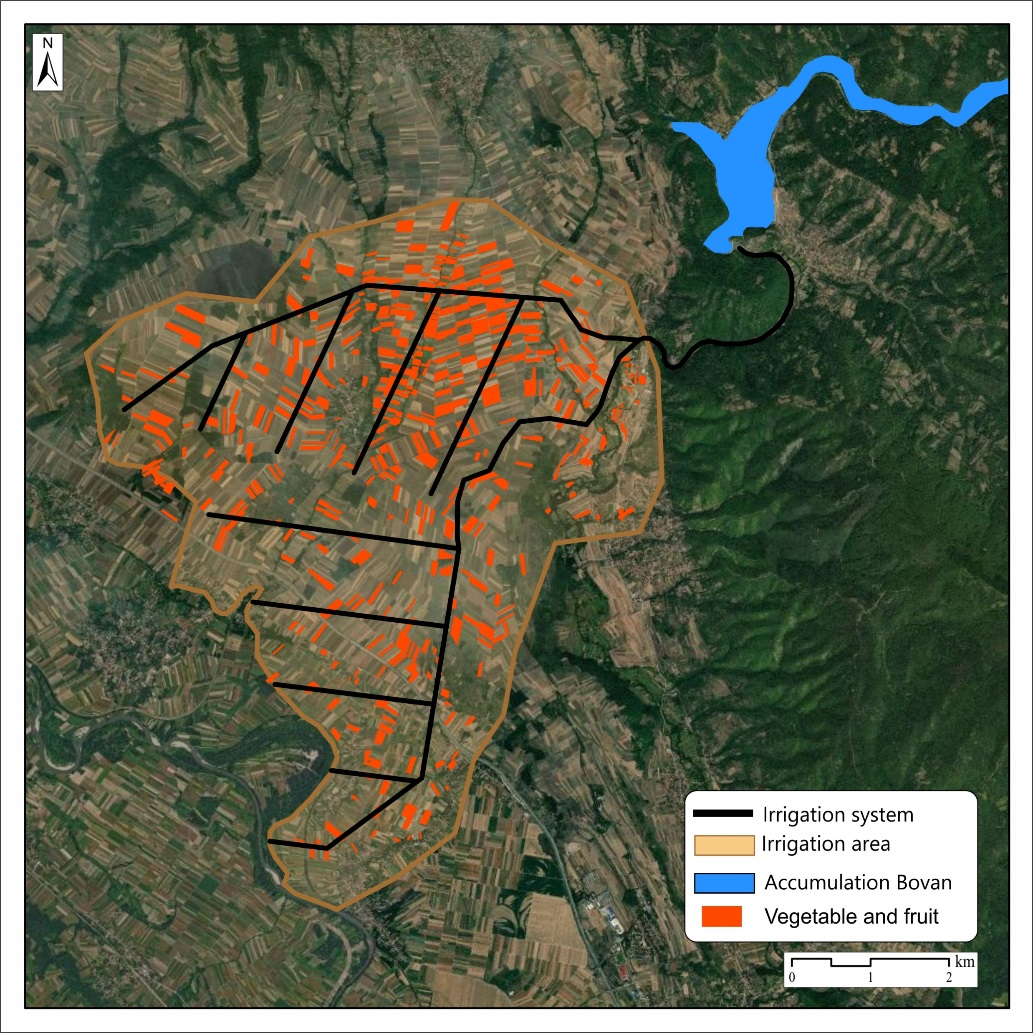 N
Irrigation system
Irrigation area
Accumulation Bovan
Vegetable and fruit
km
0 1 2